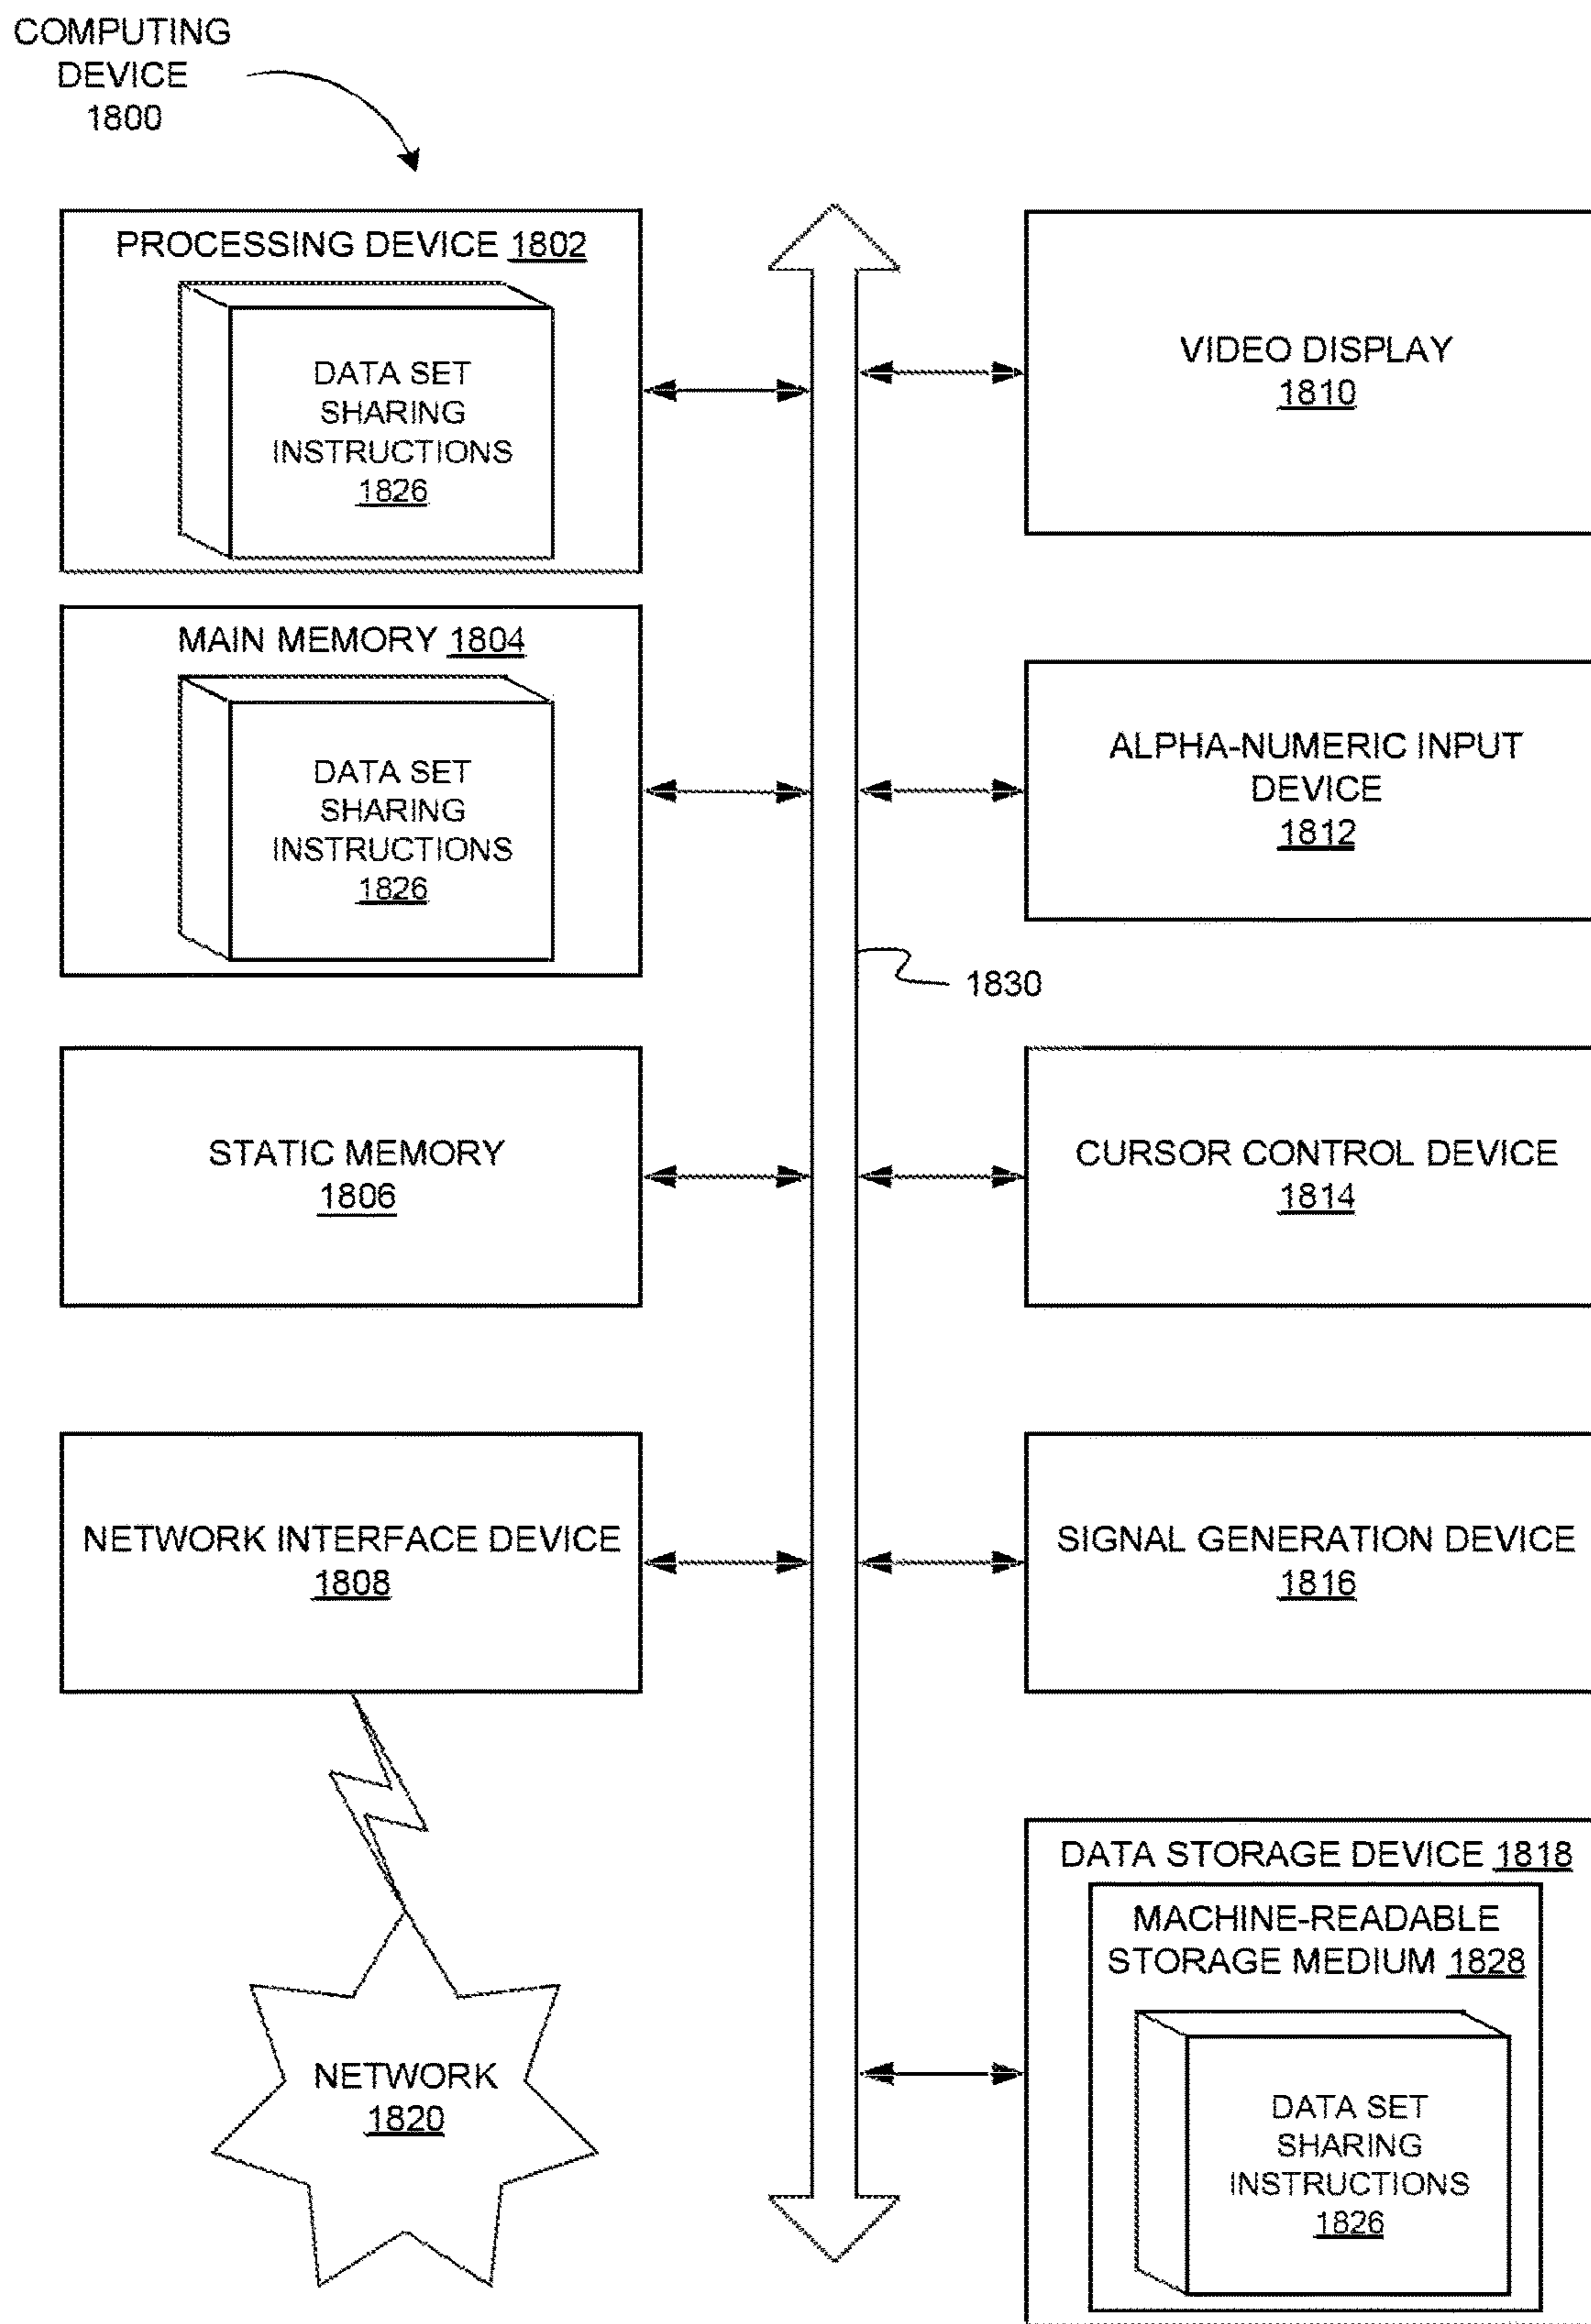 COMPUTING
DEVICE
1800
PROCESSING DEVICE 1802
DATA SET
SHARING
INSTRUCTIONS
1826
MAIN MEMORY 1804
DATA SET
SHARING
INSTRUCTIONS
1826
STATIC MEMORY
1806
NETWORK INTERFACE DEVICE
1808
NETWORK
1820
VIDEO DISPLAY
1810
ALPHA-NUMERIC INPUT
DEVICE
1812
1830
CURSOR CONTROL DEVICE
1814
SIGNAL GENERATION DEVICE
1816
DATA STORAGE DEVICE 1818
MACHINE-READABLE
STORAGE MEDIUM 1828
DATA SET
SHARING
INSTRUCTIONS
1826